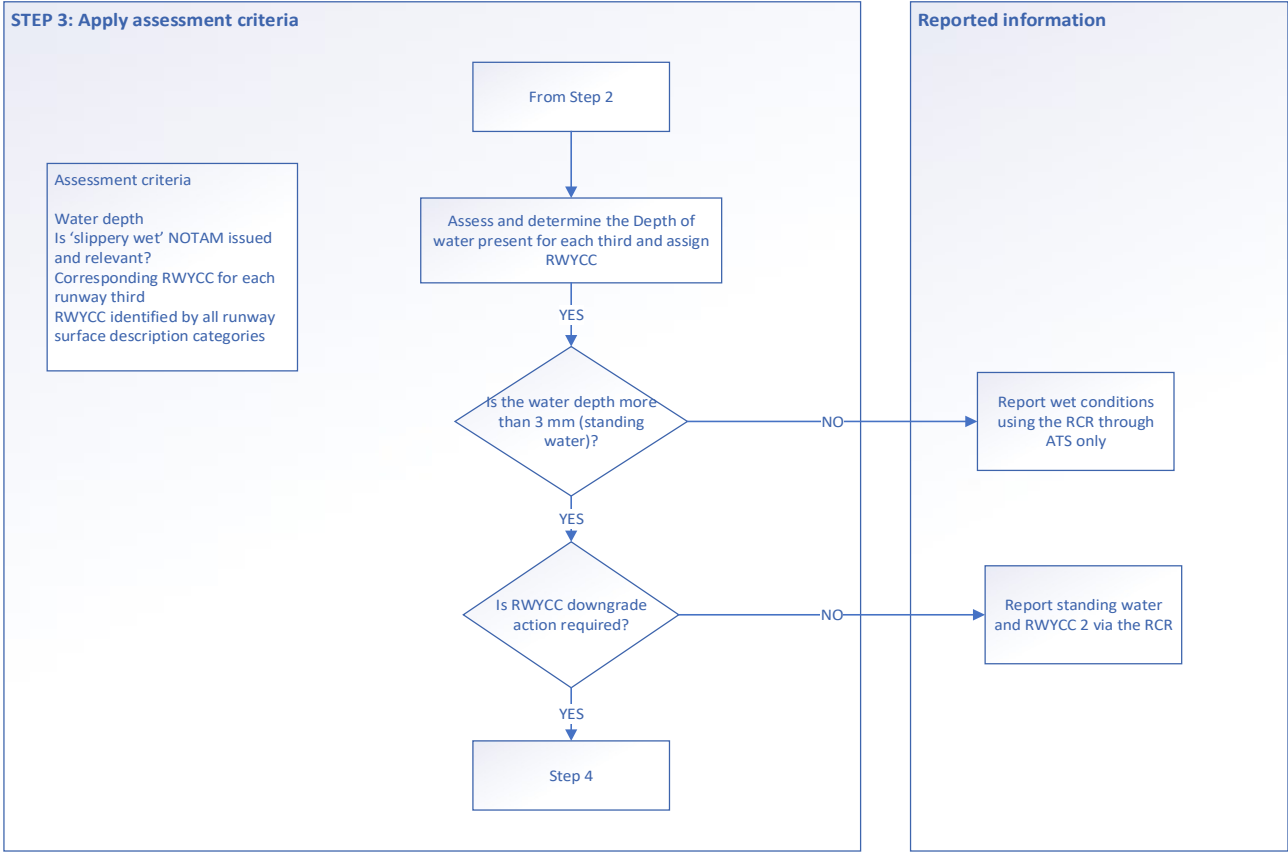 STEP 3: Apply assessment criteria
Reported information
From Step 2
Assessment criteria
Water depth
Is ‘slippery wet’ NOTAM issued
and relevant?
Corresponding RWYCC for each
runway third
RWYCC identified by all runway
surface description categories
Assess and determine the Depth of
water present for each third and assign
RWYCC
YES
Is the water depth more
than 3 mm (standing
water)?
NO
Report wet conditions
using the RCR through
ATS only
YES
Is RWYCC downgrade
action required?
NO
Report standing water
and RWYCC 2 via the RCR
YES
Step 4